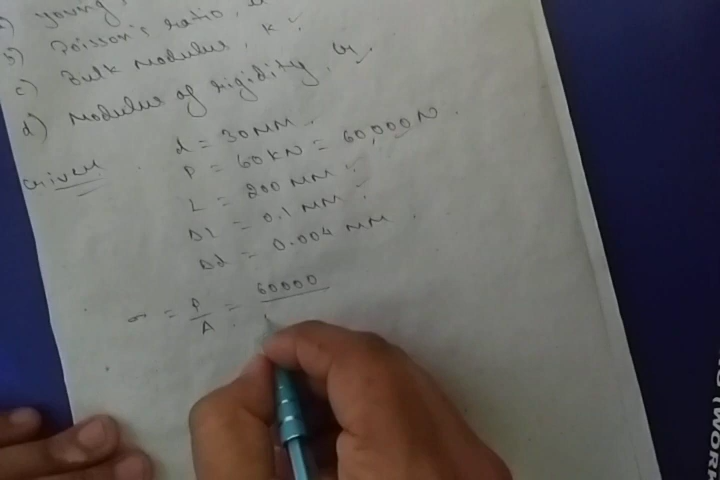 a) Young's
b) Poisson's ratio, μ
c) Bulk Modulus, K
d) Modulus of rigidity, G
Given
d = 30 MM
P = 60 KN = 60,000 N
L = 200 MM
ΔL = 0.1 MM
Δd = 0.004 MM
σ = P/A = 60000